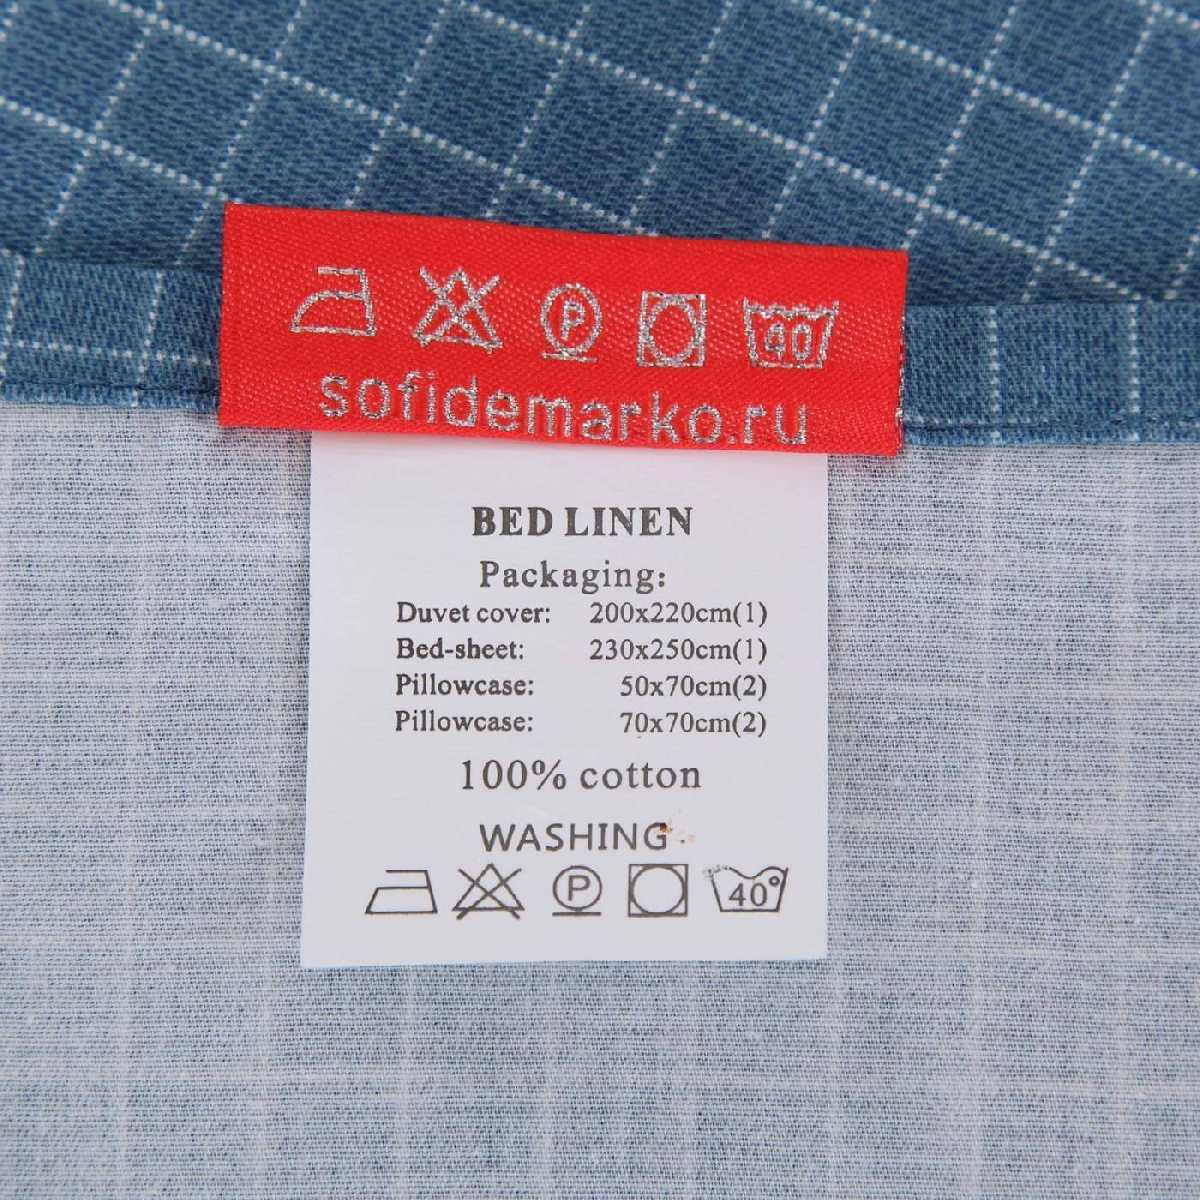 P 40
sofidemarko.ru
BED LINEN
Packaging:
Duvet cover: 200x220cm(1)
Bed-sheet: 230x250cm(1)
Pillowcase: 50x70cm(2)
Pillowcase: 70x70cm(2)
100% cotton
WASHING
P 40°